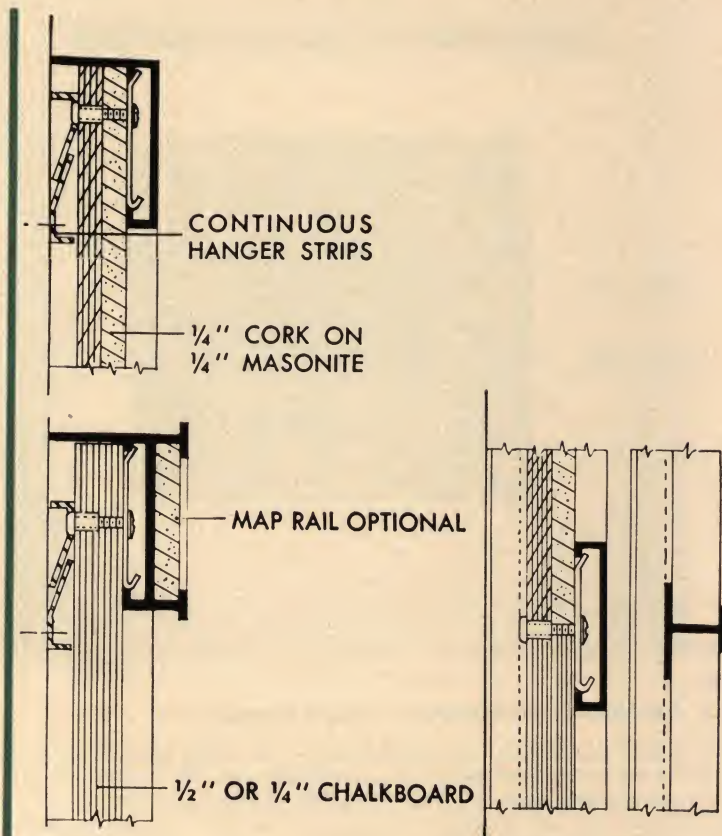 CONTINUOUS
HANGER STRIPS
¼" CORK ON
¼" MASONITE
MAP RAIL OPTIONAL
½" OR ¼" CHALKBOARD